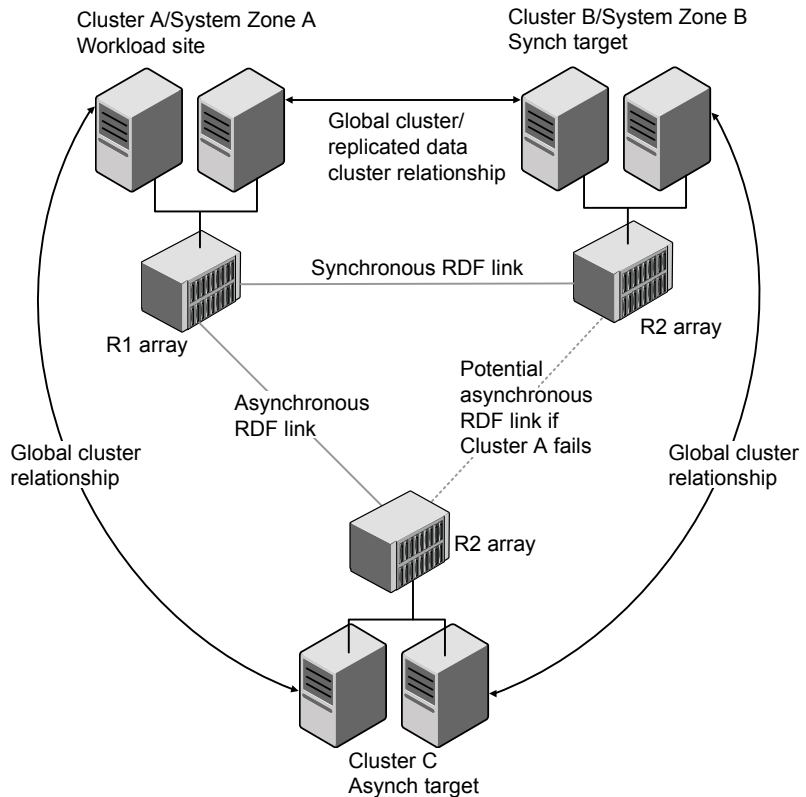 Cluster A/System Zone A
Workload site
Cluster B/System Zone B
Synch target
Global cluster/
replicated data
cluster relationship
Synchronous RDF link
R1 array
R2 array
Asynchronous
RDF link
Potential
asynchronous
RDF link if
Cluster A fails
Global cluster
relationship
Global cluster
relationship
R2 array
Cluster C
Asynch target